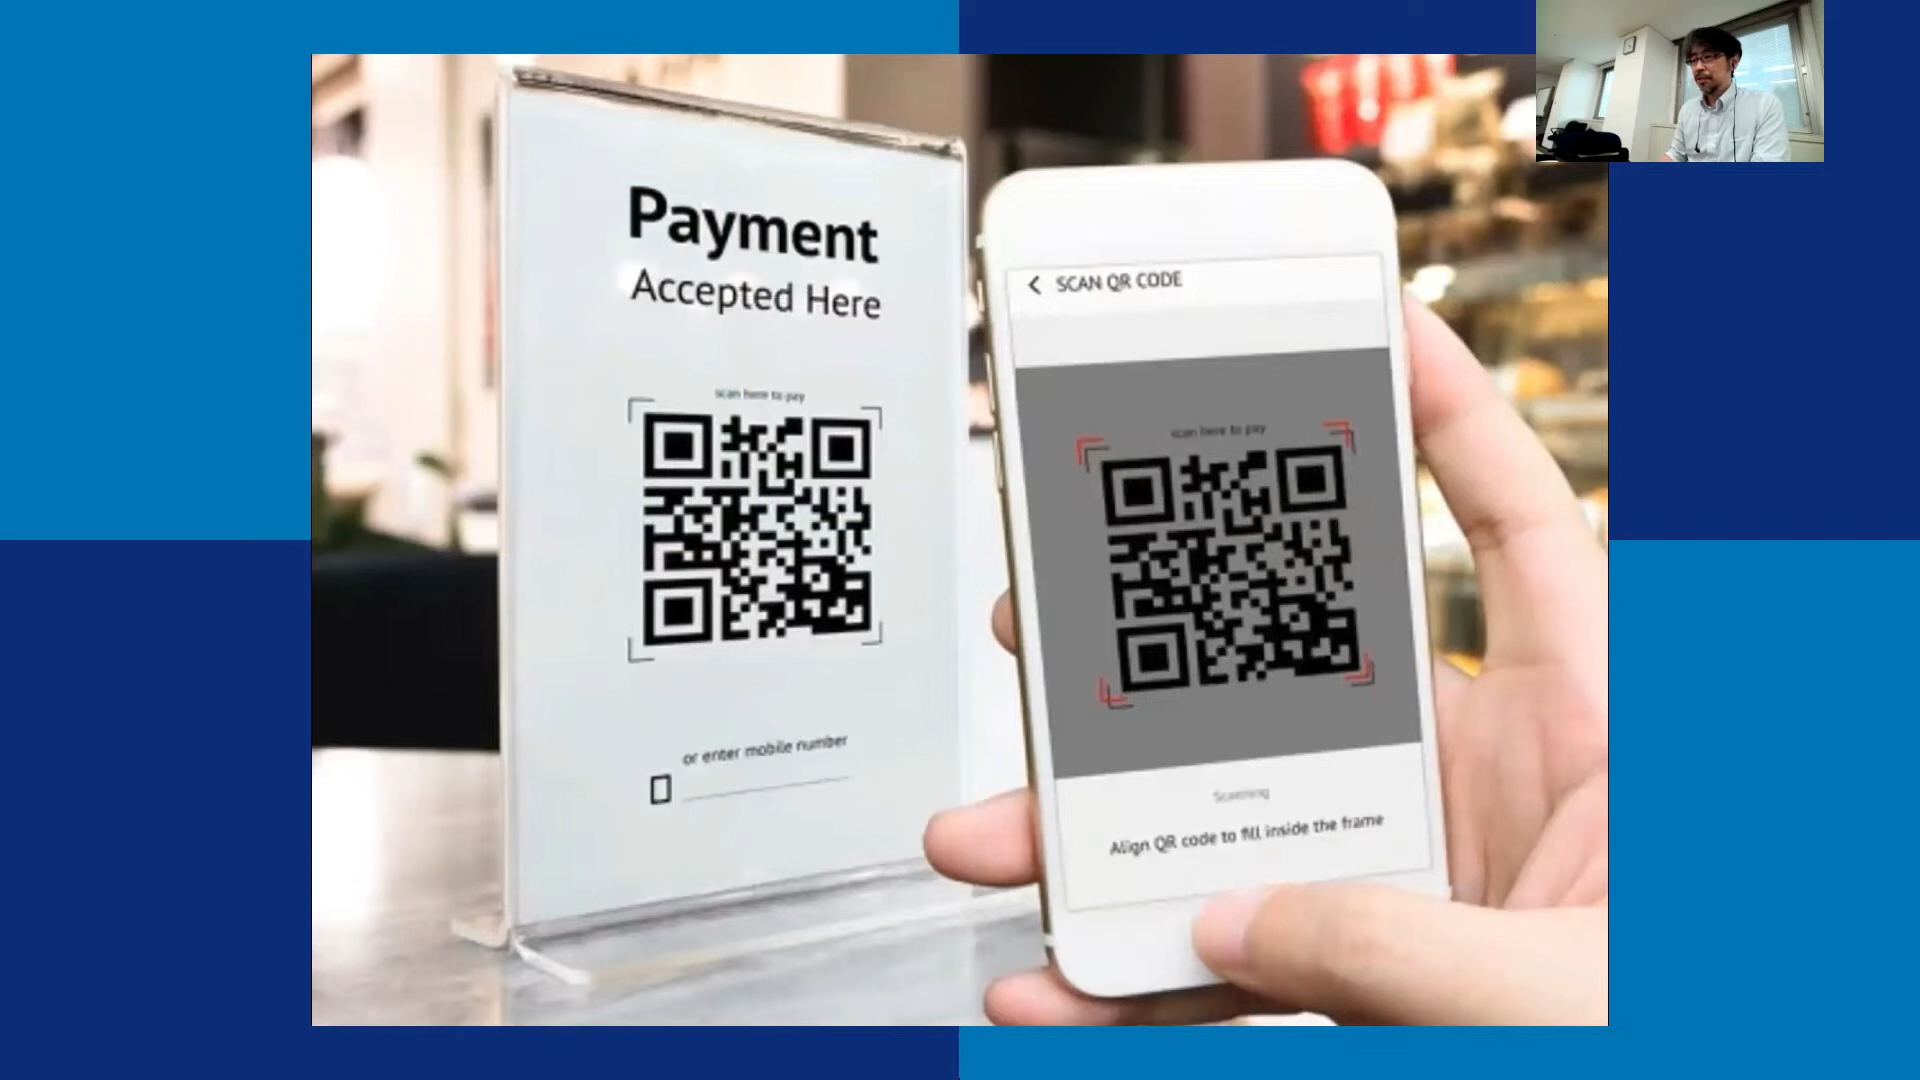 Payment
Accepted Here
scan here to pay
or enter mobile number
SCAN QR CODE
scan here to pay
Scanning
Align QR code to fill inside the frame